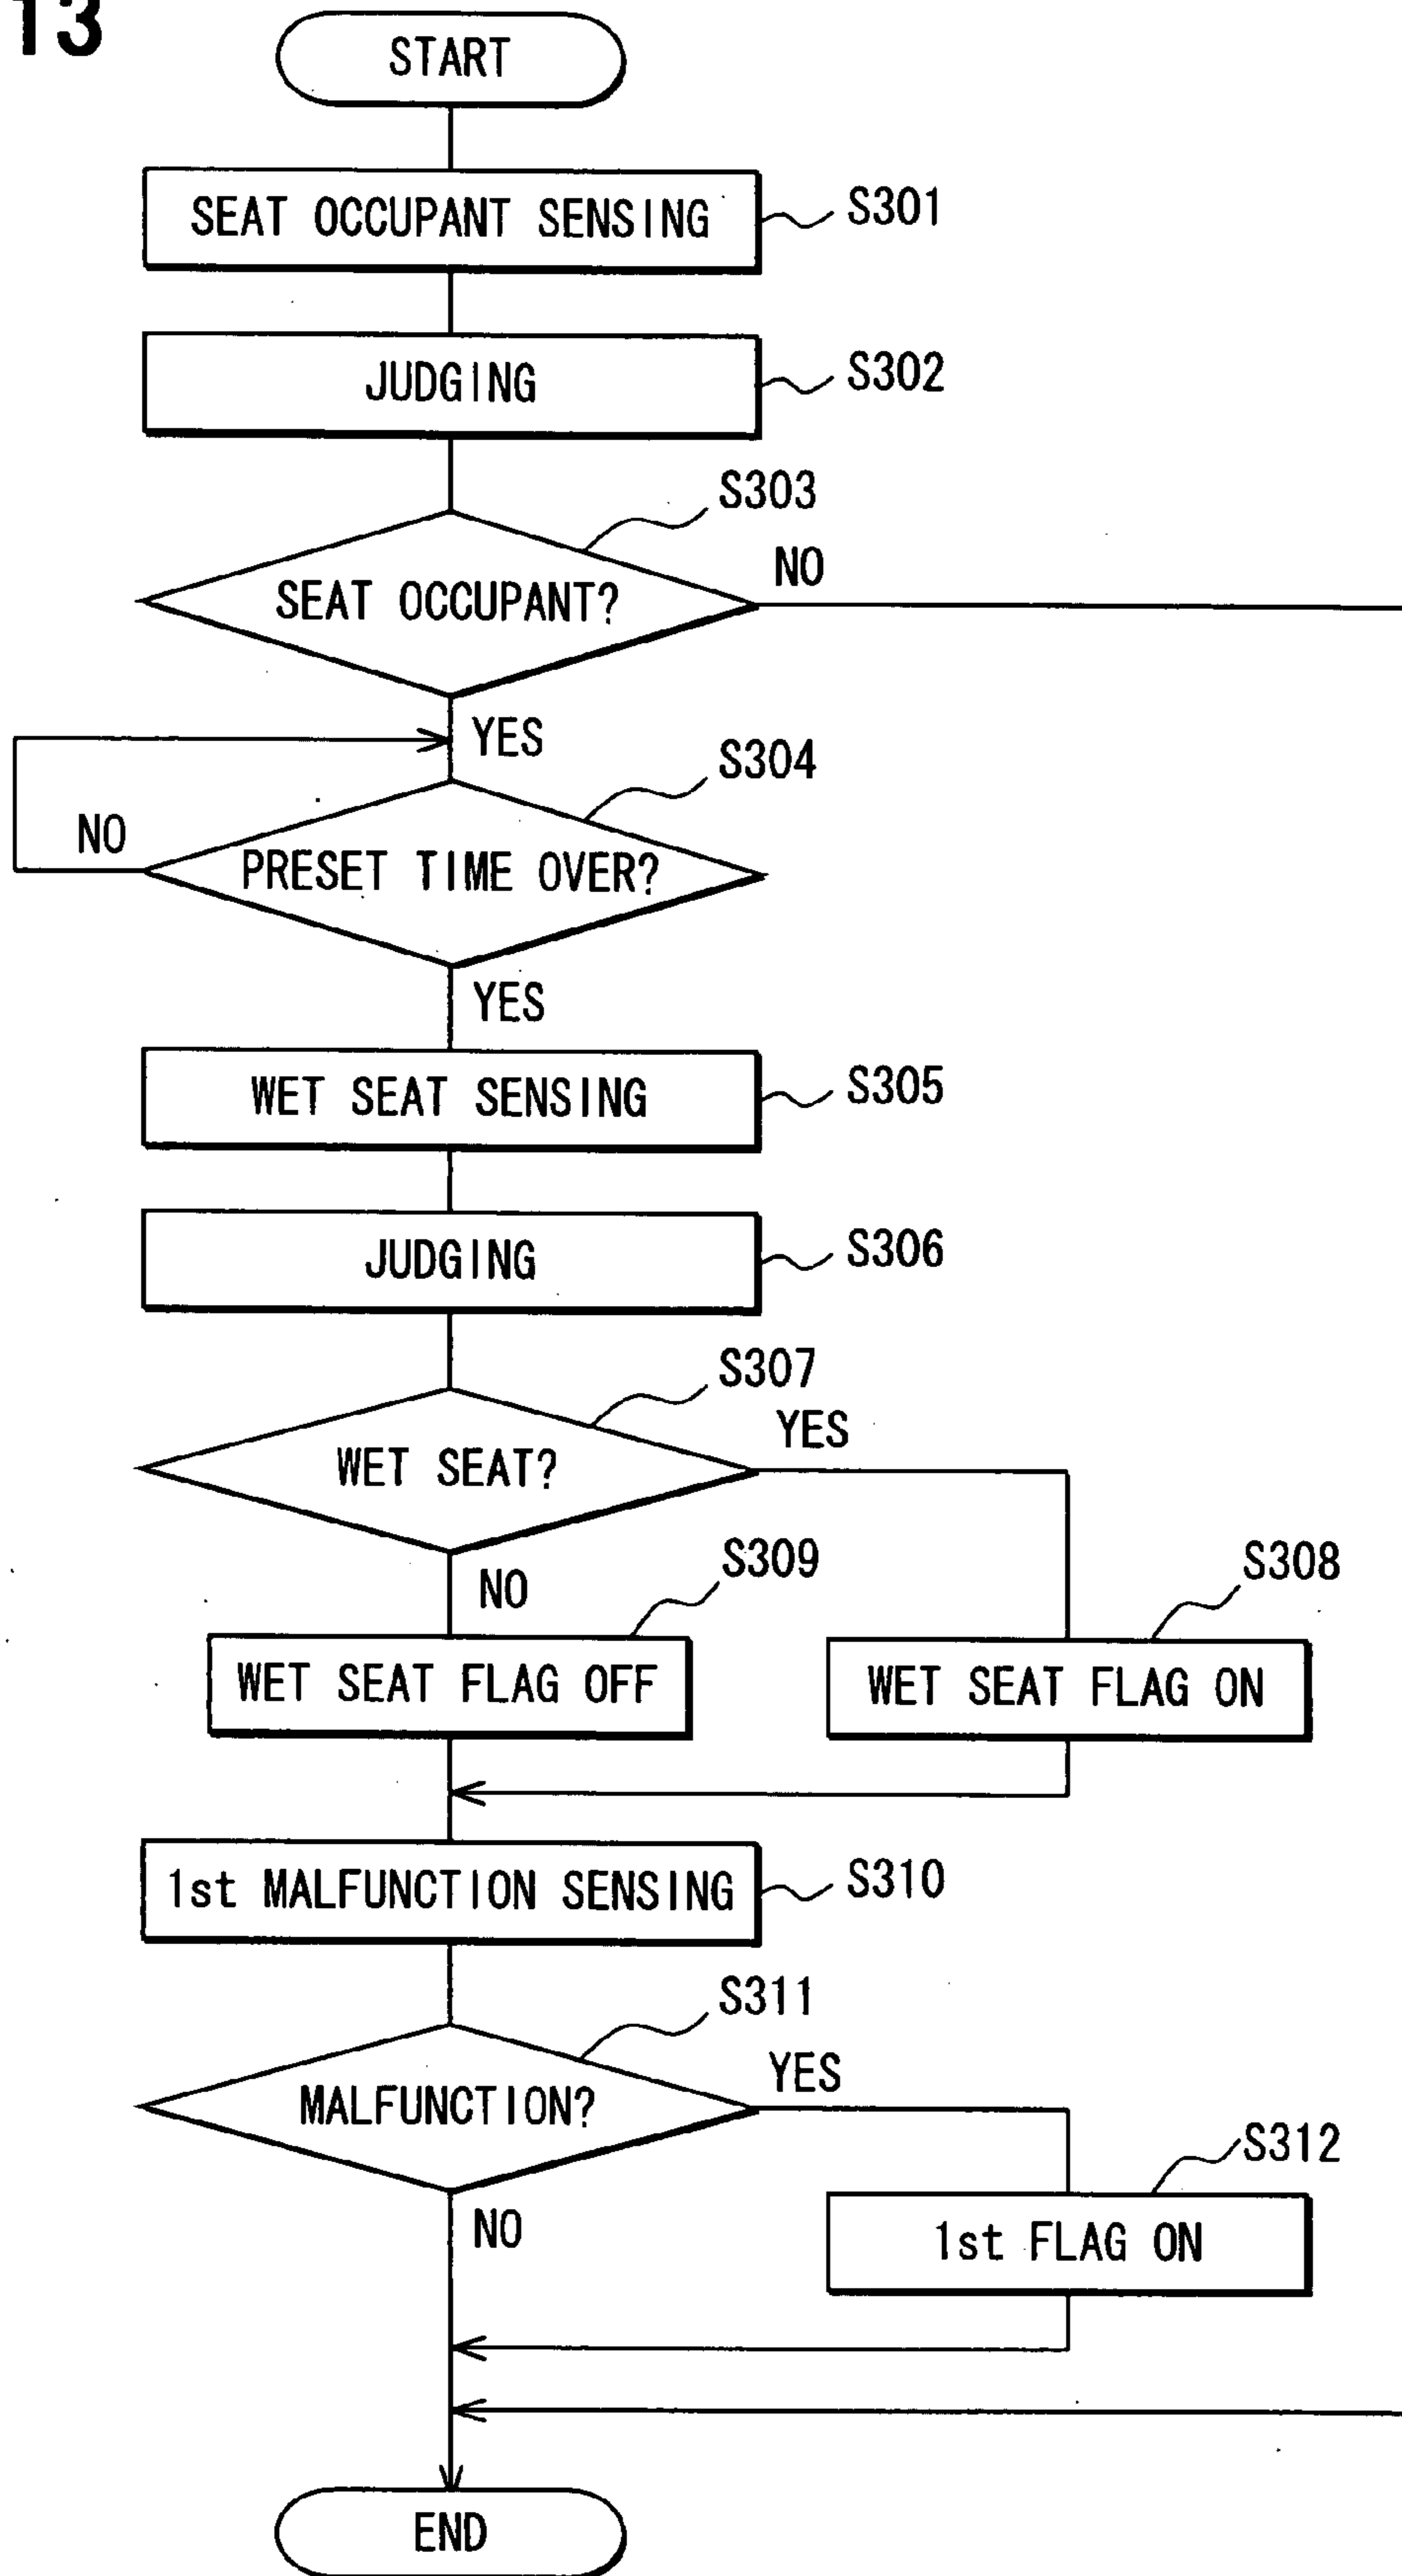 13
START
SEAT OCCUPANT SENSING
S301
JUDGING
S302
S303
SEAT OCCUPANT?
NO
YES
S304
NO
PRESET TIME OVER?
YES
WET SEAT SENSING
S305
JUDGING
S306
S307
WET SEAT?
YES
NO
S309
S308
WET SEAT FLAG OFF
WET SEAT FLAG ON
1st MALFUNCTION SENSING
S310
S311
MALFUNCTION?
YES
S312
NO
1st FLAG ON
END